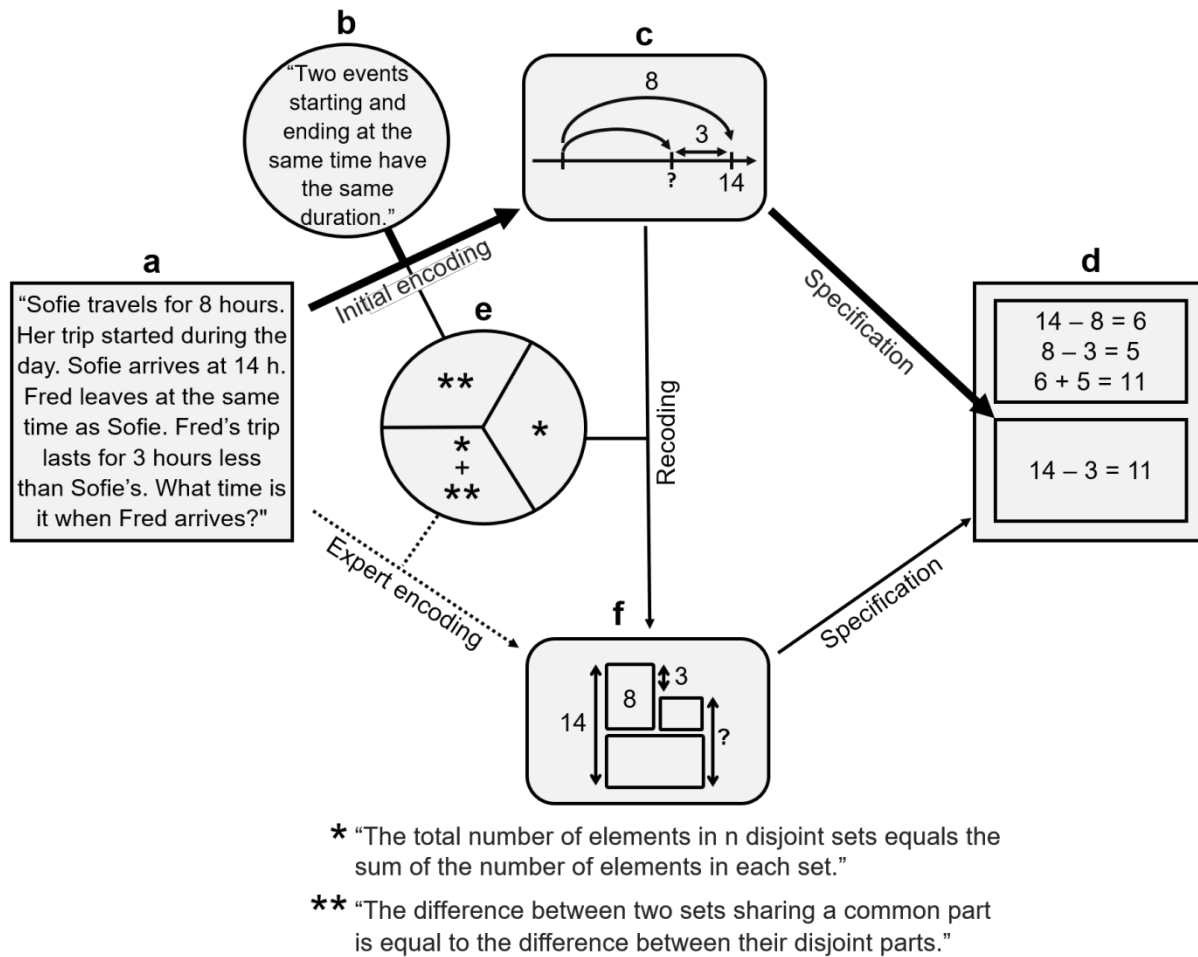 b
“Two events
starting and
ending at the
same time have
the same
duration.”
c
8
3
?
14
a
“Sofie travels for 8 hours.
Her trip started during the
day. Sofie arrives at 14 h.
Fred leaves at the same
time as Sofie. Fred’s trip
lasts for 3 hours less
than Sofie’s. What time is
it when Fred arrives?"
Initial encoding
Specification
d
14 – 8 = 6
8 – 3 = 5
6 + 5 = 11
14 – 3 = 11
e
**
*
*
+
**
Recoding
Expert encoding
Specification
f
14
8
3
?
* “The total number of elements in n disjoint sets equals the
sum of the number of elements in each set.”
** “The difference between two sets sharing a common part
is equal to the difference between their disjoint parts.”